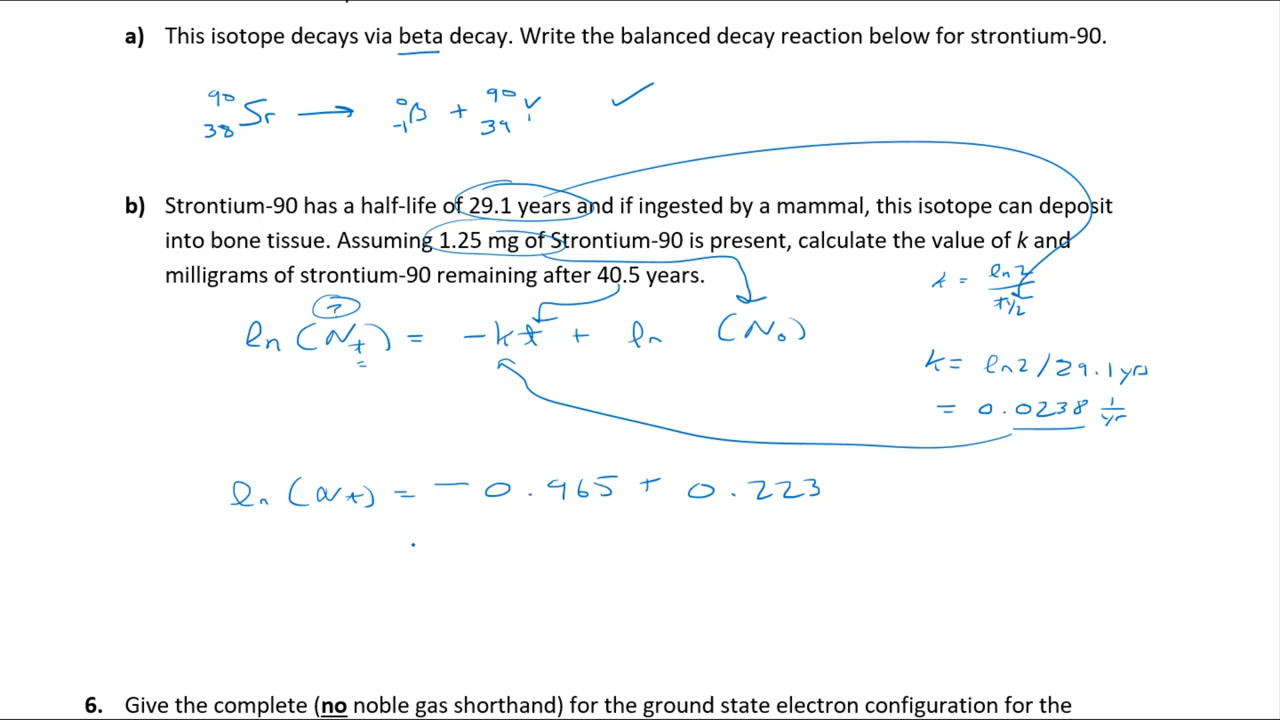 a) This isotope decays via beta decay. Write the balanced decay reaction below for strontium-90.
⁹⁰₃₈Sr ⟶ ⁰₋₁β + ⁹⁰₃₉Y ✓
b) Strontium-90 has a half-life of 29.1 years and if ingested by a mammal, this isotope can deposit
into bone tissue. Assuming 1.25 mg of Strontium-90 is present, calculate the value of k and
milligrams of strontium-90 remaining after 40.5 years.
k = ln2 / t½
?
ln (Nt) = -kt + ln (N₀)
k = ln2 / 29.1 yrs
= 0.0238 1/yr
ln (Nt) = - 0.965 + 0.223
6. Give the complete (no noble gas shorthand) for the ground state electron configuration for the